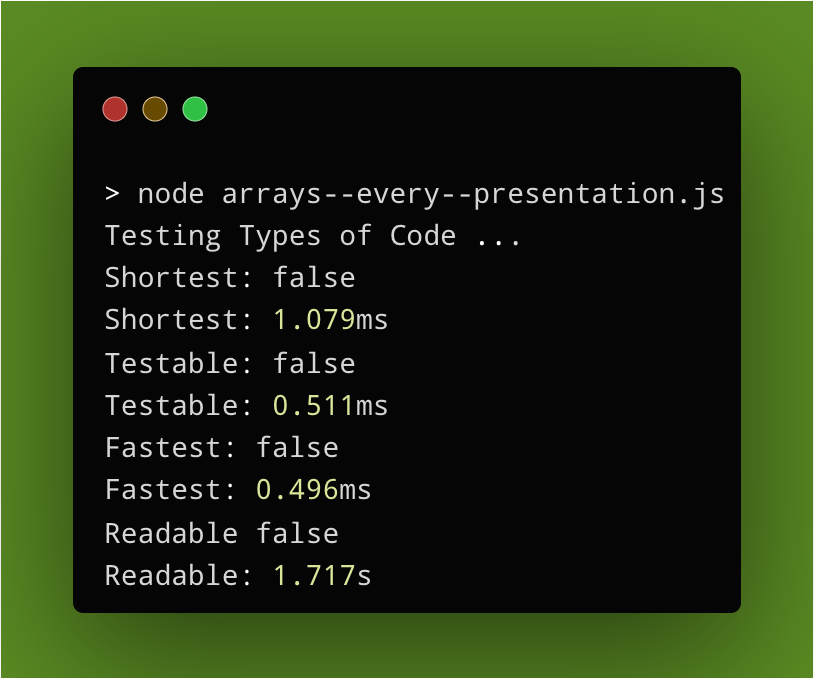 > node arrays--every--presentation.js
Testing Types of Code ...
Shortest: false
Shortest: 1.079ms
Testable: false
Testable: 0.511ms
Fastest: false
Fastest: 0.496ms
Readable false
Readable: 1.717s